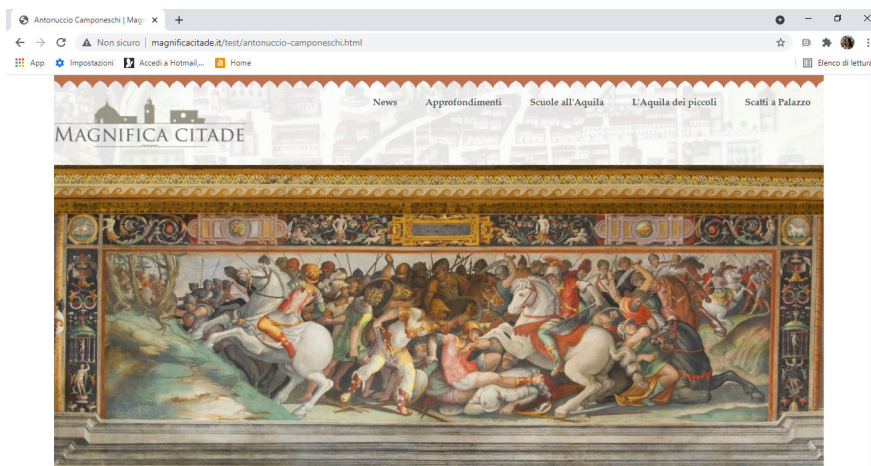 Antonuccio Camponeschi | Mag
Non sicuro | magnificacitade.it/test/antonuccio-camponeschi.html
App Impostazioni Accedi a Hotmail,... Home Elenco di lettura
News Approfondimenti Scuole all'Aquila L'Aquila dei piccoli Scatti a Palazzo
MAGNIFICA CITADE